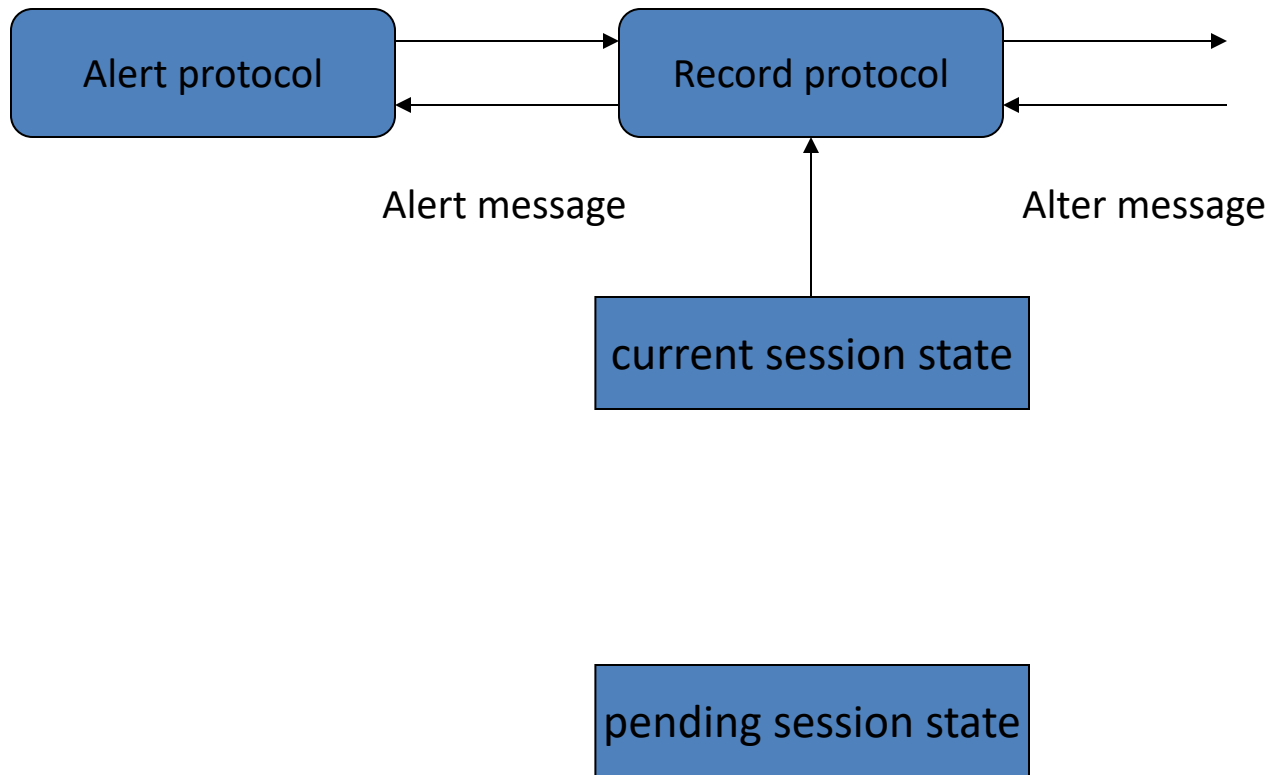 Alert protocol
Record protocol
Alert message
Alter message
current session state
pending session state